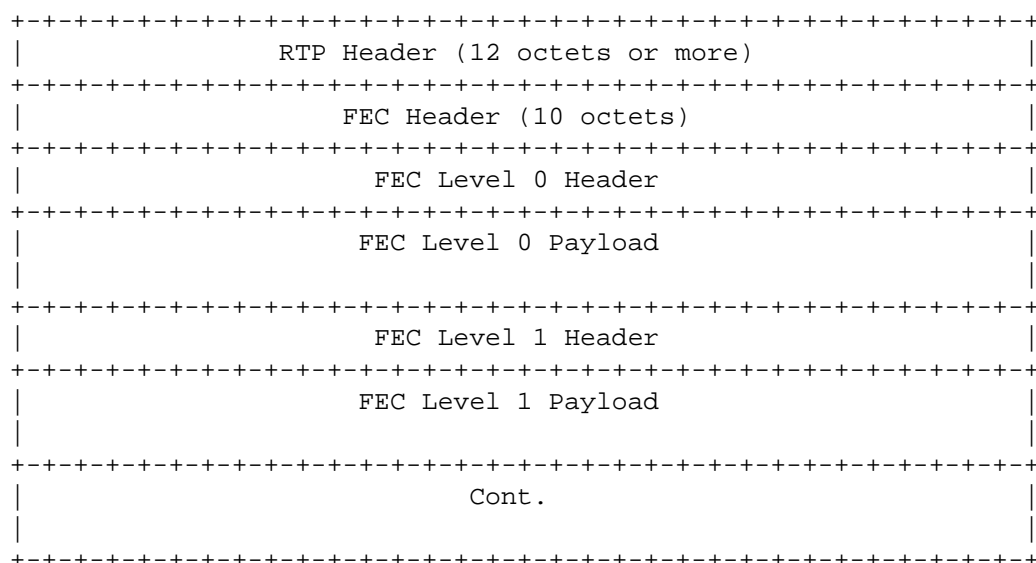 +-+-+-+-+-+-+-+-+-+-+-+-+-+-+-+-+-+-+-+-+-+-+-+-+-+-+-+-+-+-+-+-+
|                RTP Header (12 octets or more)                 |
+-+-+-+-+-+-+-+-+-+-+-+-+-+-+-+-+-+-+-+-+-+-+-+-+-+-+-+-+-+-+-+-+
|                    FEC Header (10 octets)                     |
+-+-+-+-+-+-+-+-+-+-+-+-+-+-+-+-+-+-+-+-+-+-+-+-+-+-+-+-+-+-+-+-+
|                      FEC Level 0 Header                       |
+-+-+-+-+-+-+-+-+-+-+-+-+-+-+-+-+-+-+-+-+-+-+-+-+-+-+-+-+-+-+-+-+
|                     FEC Level 0 Payload                       |
|                                                               |
+-+-+-+-+-+-+-+-+-+-+-+-+-+-+-+-+-+-+-+-+-+-+-+-+-+-+-+-+-+-+-+-+
|                      FEC Level 1 Header                       |
+-+-+-+-+-+-+-+-+-+-+-+-+-+-+-+-+-+-+-+-+-+-+-+-+-+-+-+-+-+-+-+-+
|                     FEC Level 1 Payload                       |
|                                                               |
+-+-+-+-+-+-+-+-+-+-+-+-+-+-+-+-+-+-+-+-+-+-+-+-+-+-+-+-+-+-+-+-+
|                            Cont.                              |
|                                                               |
+-+-+-+-+-+-+-+-+-+-+-+-+-+-+-+-+-+-+-+-+-+-+-+-+-+-+-+-+-+-+-+-+